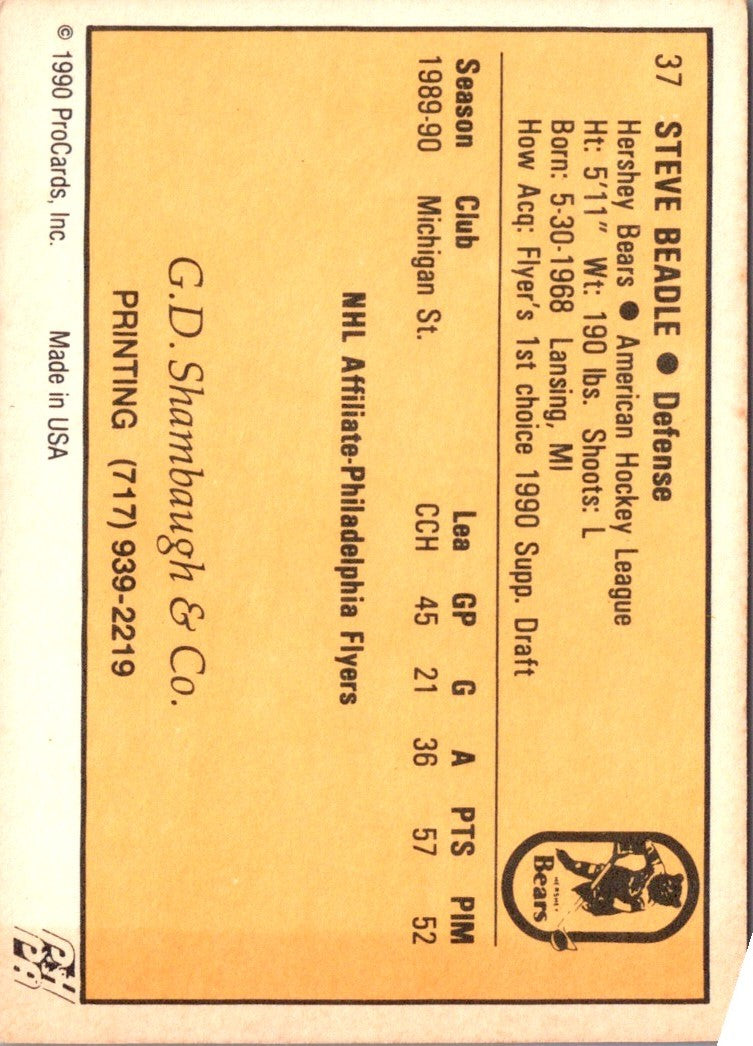 37 STEVE BEADLE ● Defense
Hershey Bears ● American Hockey League
Ht: 5'11" Wt: 190 lbs. Shoots: L
Born: 5-30-1968 Lansing, MI
How Acq: Flyer's 1st choice 1990 Supp. Draft
HERSHEY
Bears
Season Club Lea GP G A PTS PIM
1989-90 Michigan St. CCH 45 21 36 57 52
NHL Affiliate-Philadelphia Flyers
G.D. Shambaugh & Co.
PRINTING (717) 939-2219
© 1990 ProCards, Inc. Made in USA